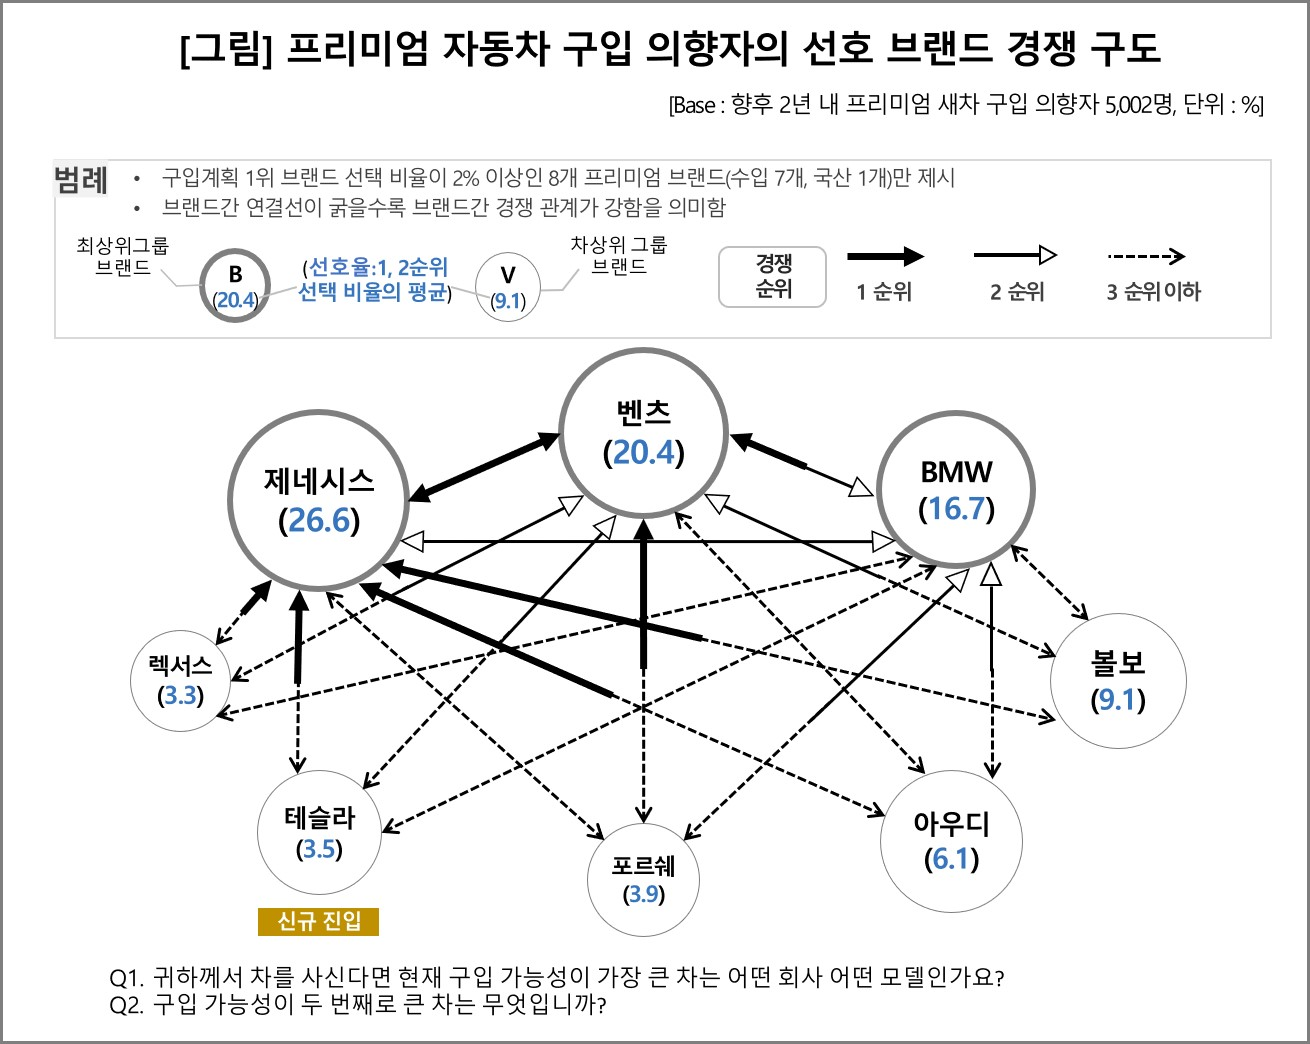 [그림] 프리미엄 자동차 구입 의향자의 선호 브랜드 경쟁 구도
[Base : 향후 2년 내 프리미엄 새차 구입 의향자 5,002명, 단위 : %]
범례
• 구입계획 1위 브랜드 선택 비율이 2% 이상인 8개 프리미엄 브랜드(수입 7개, 국산 1개)만 제시
• 브랜드간 연결선이 굵을수록 브랜드간 경쟁 관계가 강함을 의미함
최상위그룹
브랜드
B
(20.4)
(선호율:1, 2순위
선택 비율의 평균)
V
(9.1)
차상위 그룹
브랜드
경쟁
순위
1 순위
2 순위
3 순위이하
벤츠
(20.4)
제네시스
(26.6)
BMW
(16.7)
렉서스
(3.3)
볼보
(9.1)
테슬라
(3.5)
포르쉐
(3.9)
아우디
(6.1)
신규 진입
Q1. 귀하께서 차를 사신다면 현재 구입 가능성이 가장 큰 차는 어떤 회사 어떤 모델인가요?
Q2. 구입 가능성이 두 번째로 큰 차는 무엇입니까?